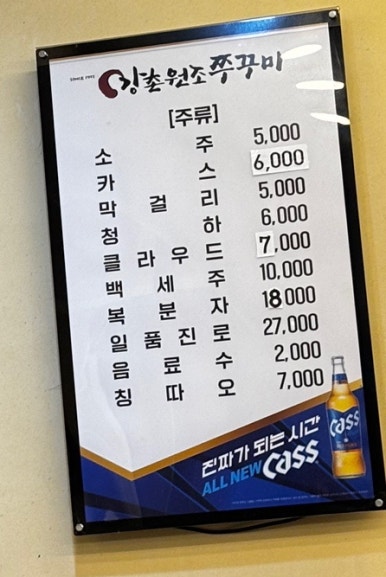 강촌원조쭈꾸미
[주류]
소 주 5,000
카 스 6,000
막 걸 리 5,000
청 하 6,000
클 라 우 드 7,000
백 세 주 10,000
복 분 자 18000
일 품 진 로 27,000
음 료 수 2,000
칭 따 오 7,000
진짜가 되는 시간
ALL NEW Cass
Cass